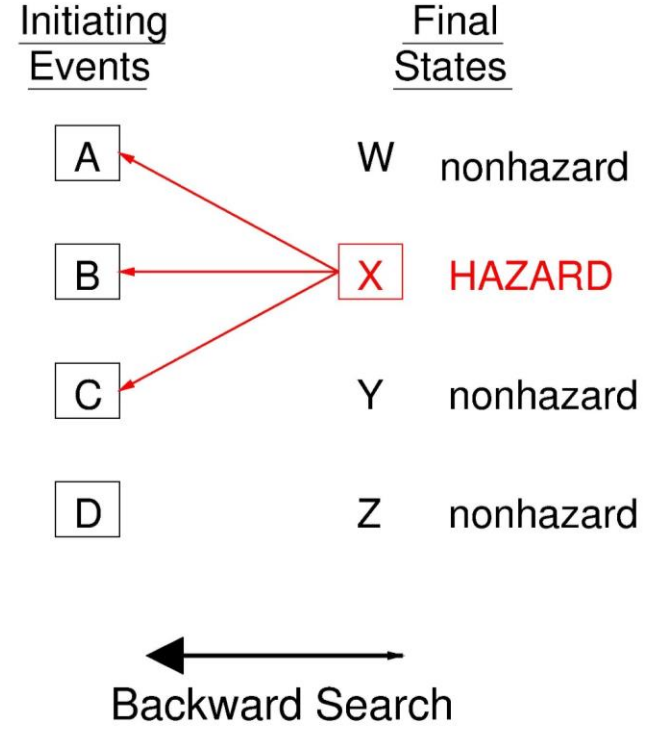 Initiating Final
Events States
A W nonhazard
B X HAZARD
C Y nonhazard
D Z nonhazard
Backward Search